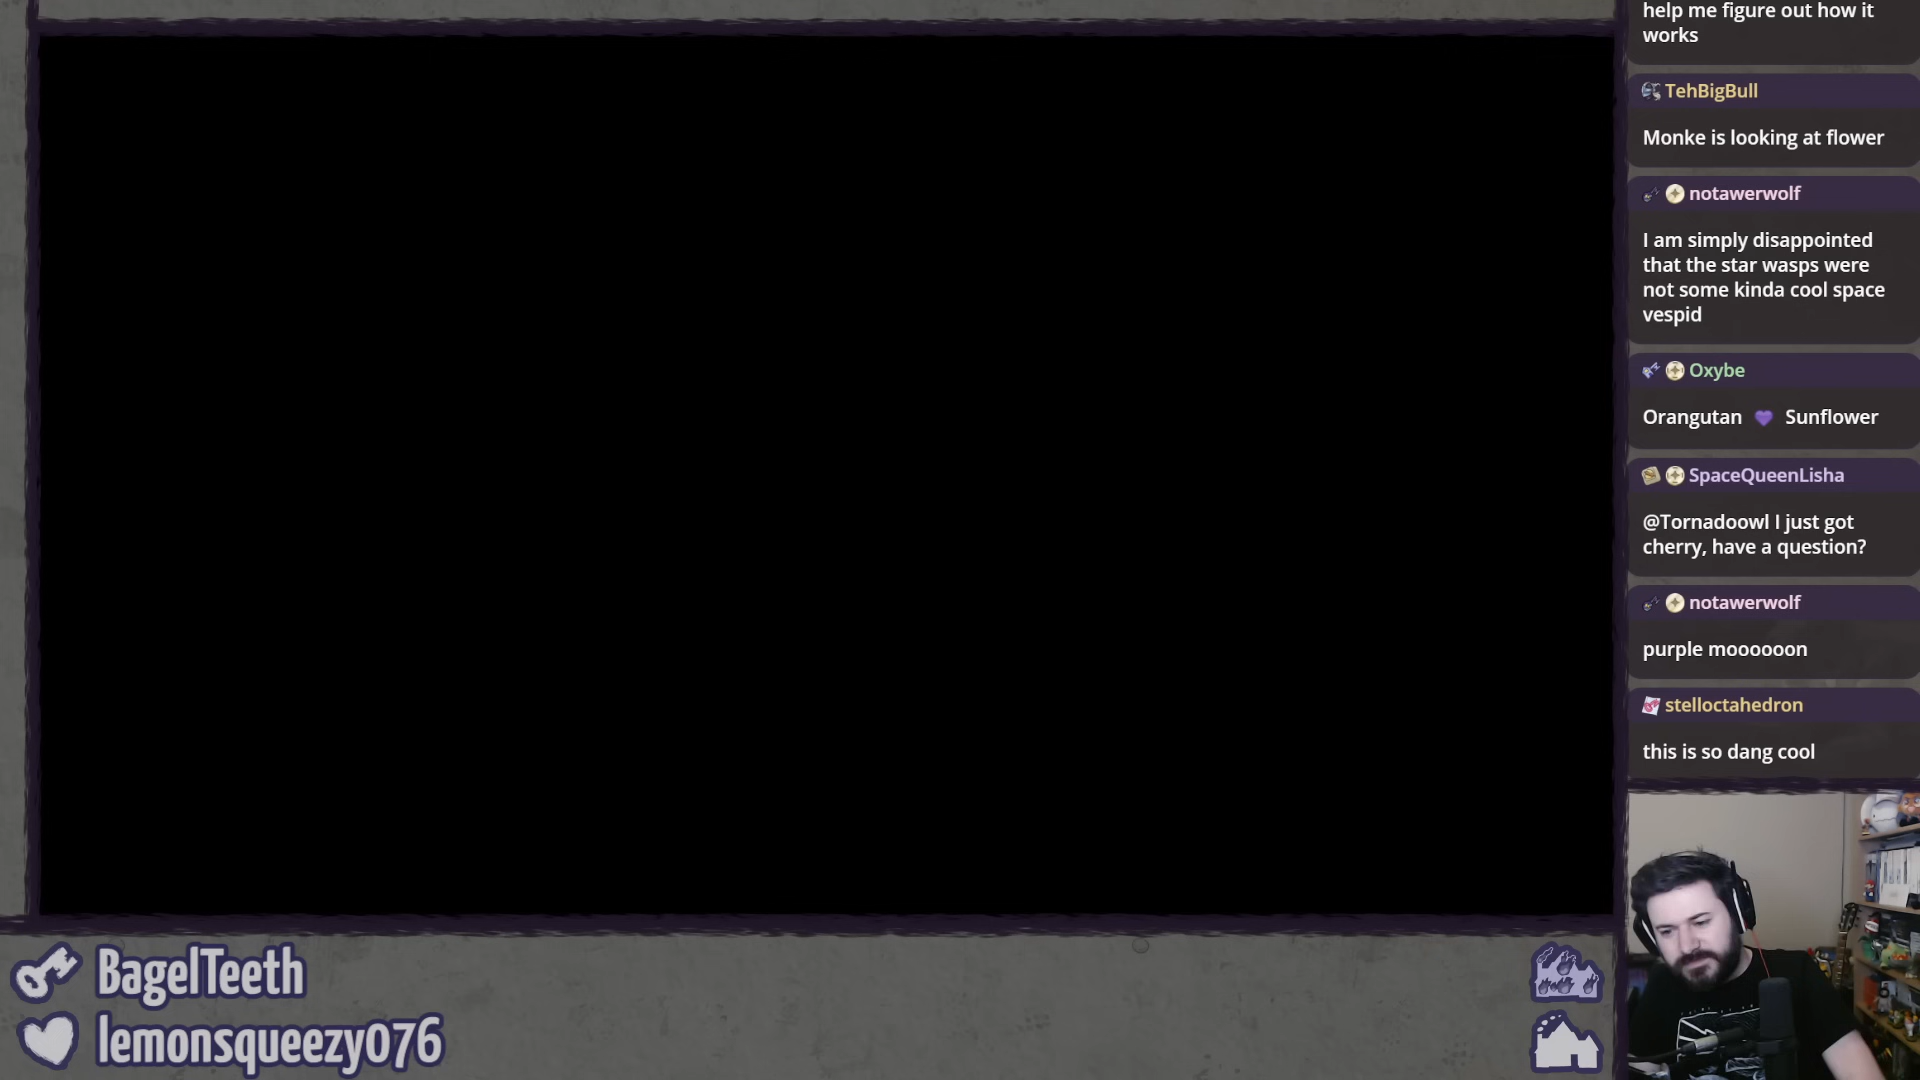 help me figure out how it
works
TehBigBull
Monke is looking at flower
notawerwolf
I am simply disappointed
that the star wasps were
not some kinda cool space
vespid
Oxybe
Orangutan 💜 Sunflower
SpaceQueenLisha
@Tornadoowl I just got
cherry, have a question?
notawerwolf
purple moooooon
stelloctahedron
this is so dang cool
BagelTeeth
lemonsqueezy076